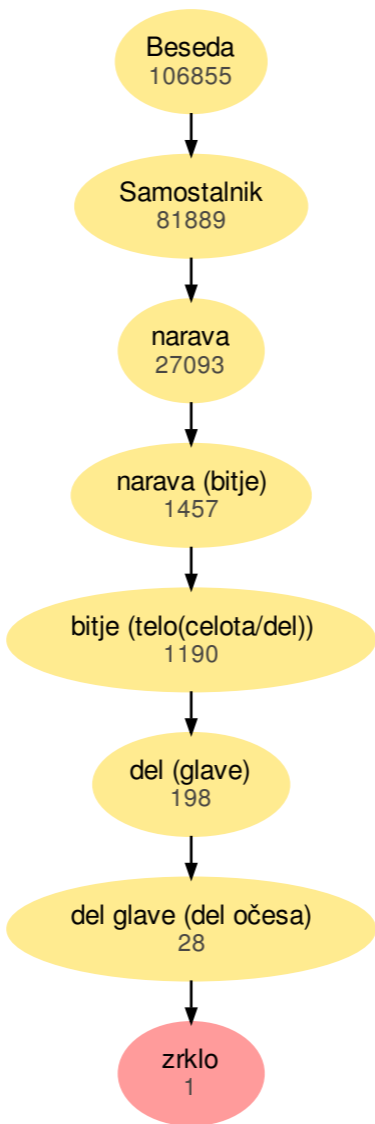 Beseda
106855
Samostalnik
81889
narava
27093
narava (bitje)
1457
bitje (telo(celota/del))
1190
del (glave)
198
del glave (del očesa)
28
zrklo
1